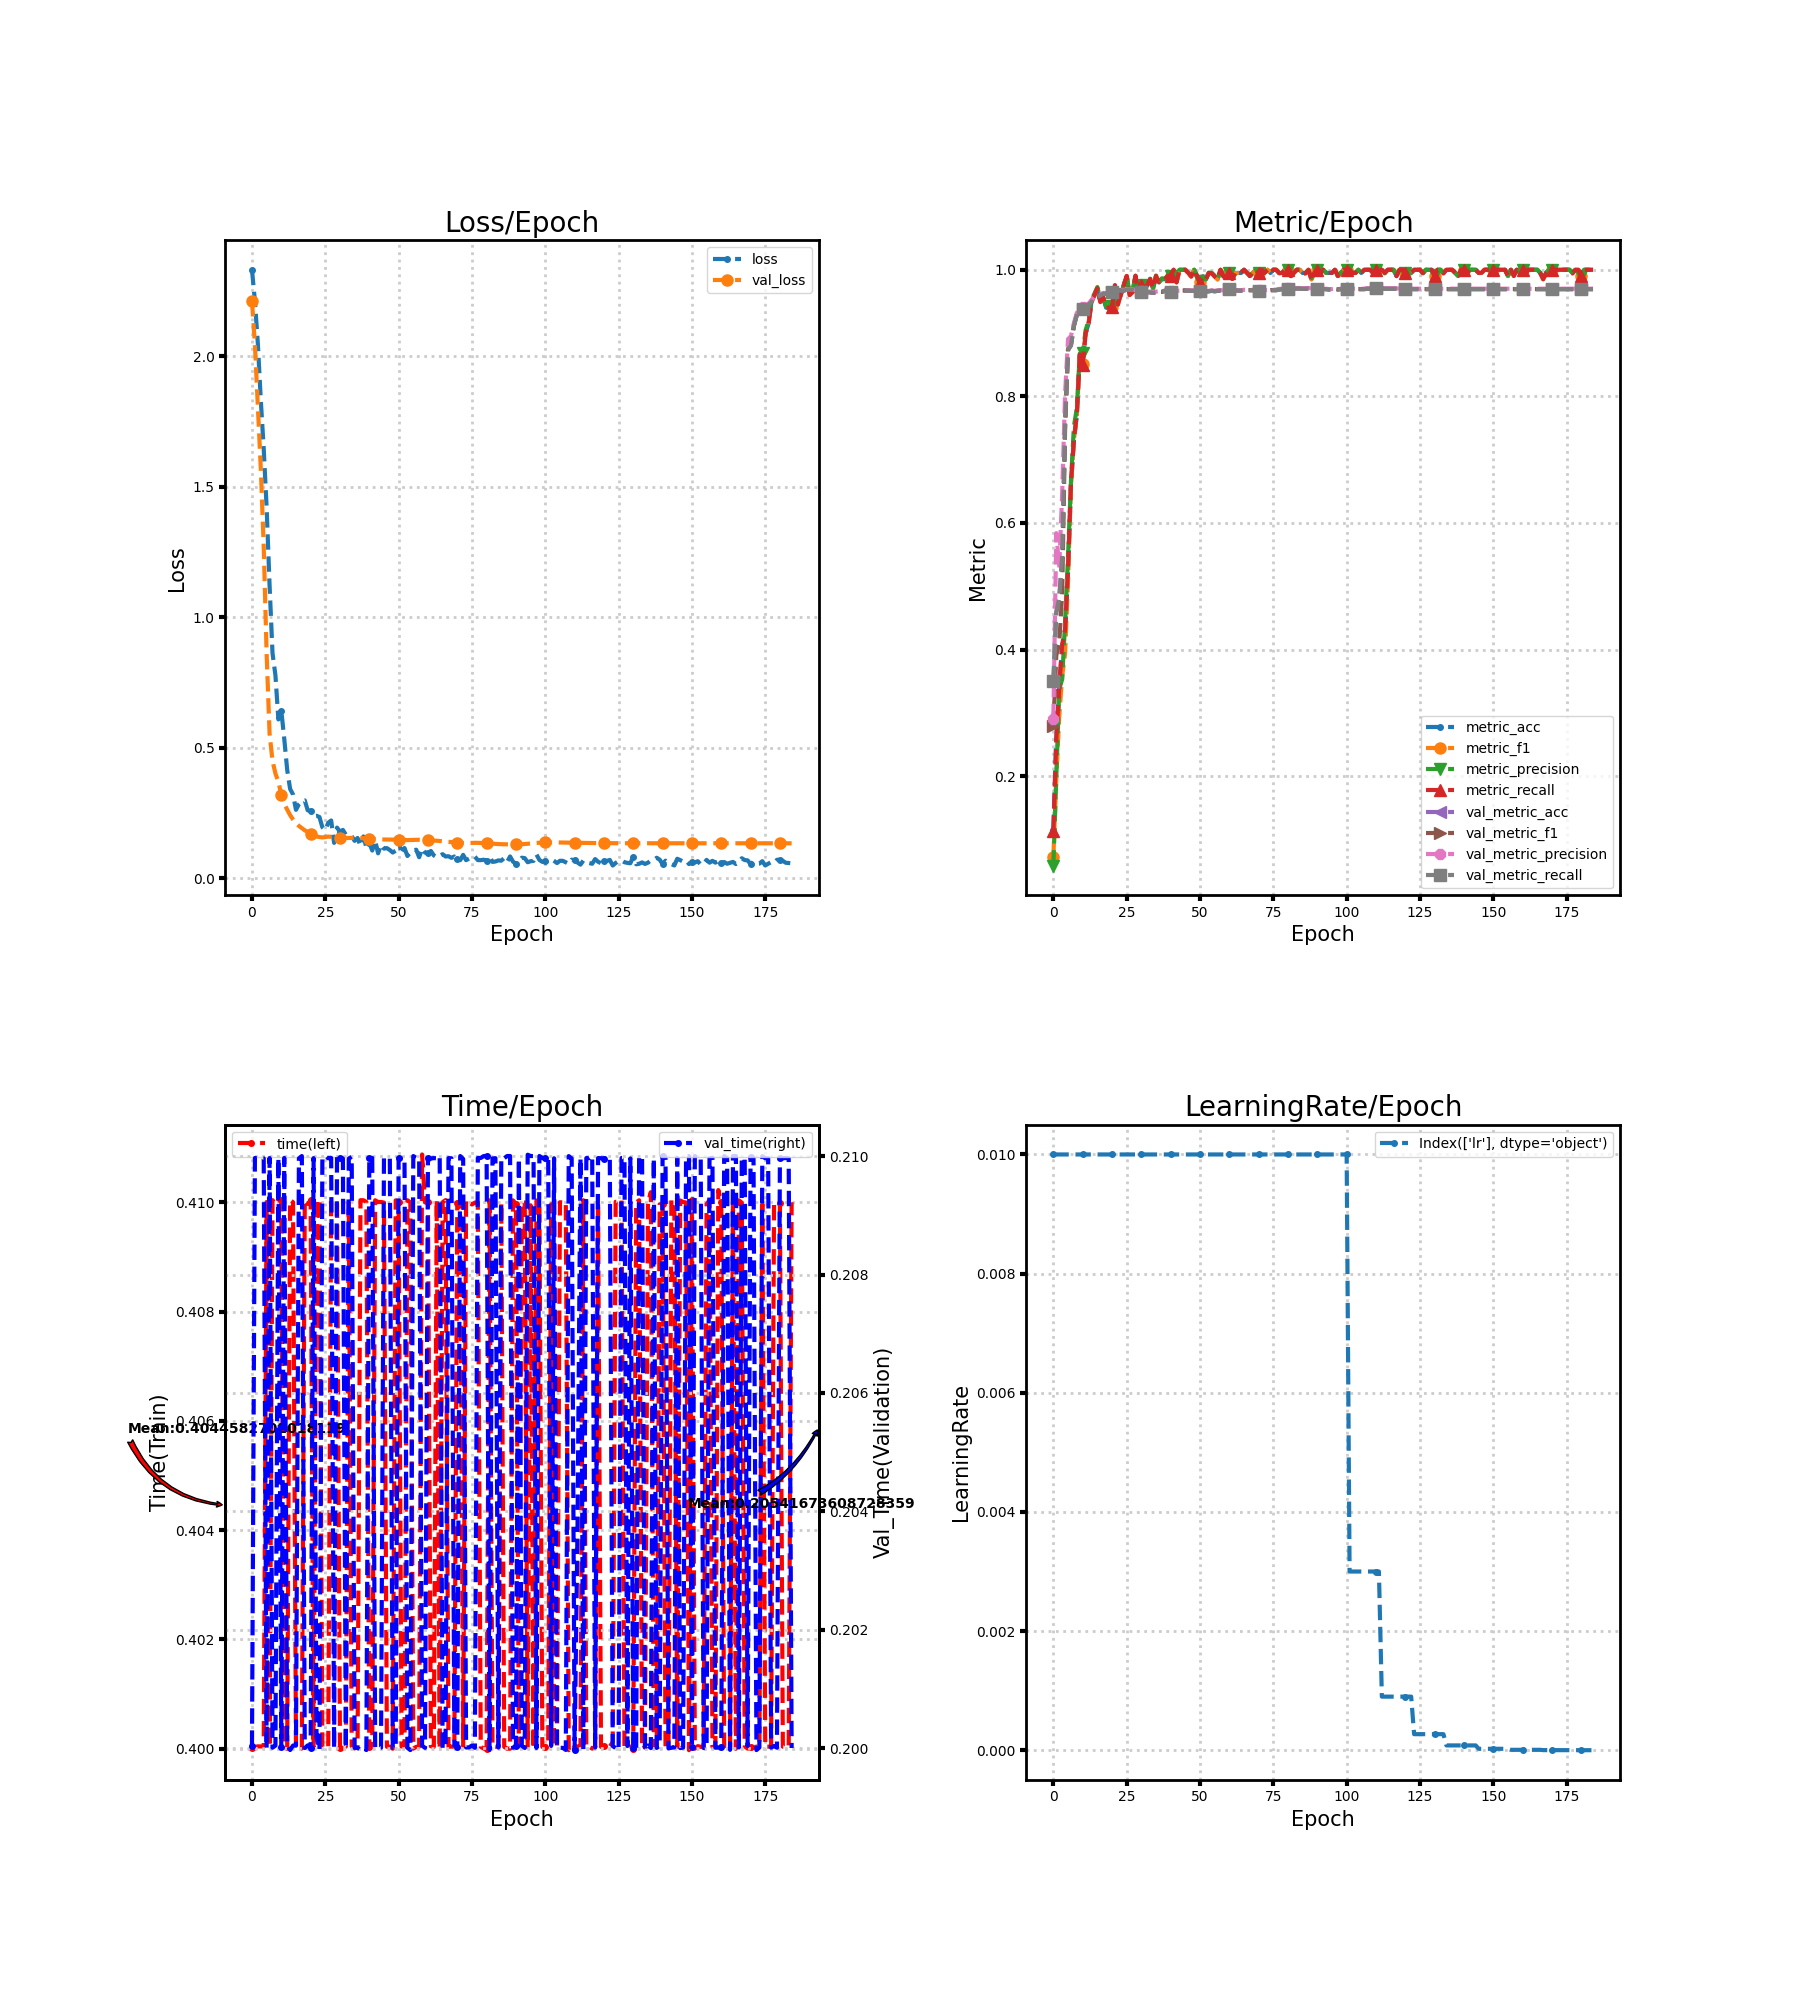 Loss/Epoch
loss
val_loss
2.0
1.5
1.0
0.5
0.0
Loss
0 25 50 75 100 125 150 175
Epoch
Metric/Epoch
1.0
0.8
0.6
0.4
0.2
Metric
metric_acc
metric_f1
metric_precision
metric_recall
val_metric_acc
val_metric_f1
val_metric_precision
val_metric_recall
0 25 50 75 100 125 150 175
Epoch
Time/Epoch
time(left)
val_time(right)
0.410
0.408
0.406
0.404
0.402
0.400
Time(Train)
0.210
0.208
0.206
0.204
0.202
0.200
Val_Time(Validation)
Mean:0.20541673608728359
0 25 50 75 100 125 150 175
Epoch
LearningRate/Epoch
Index(['lr'], dtype='object')
0.010
0.008
0.006
0.004
0.002
0.000
LearningRate
0 25 50 75 100 125 150 175
Epoch